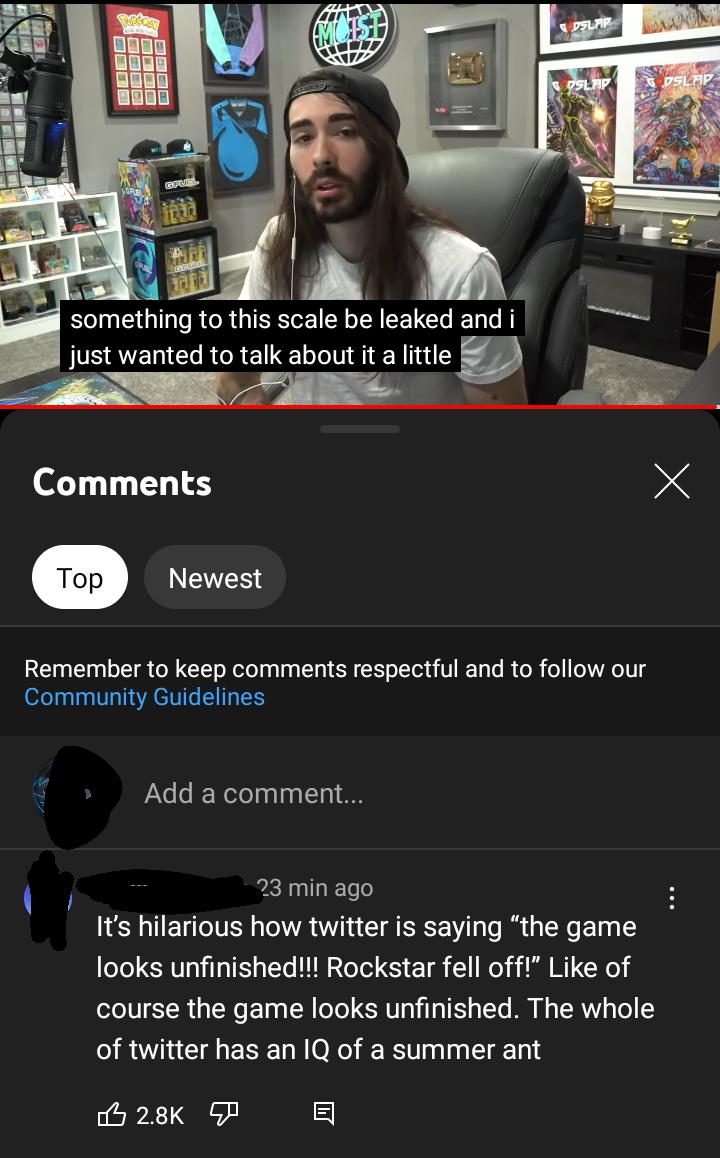 Pokémon
MOIST
GODSLAP
GODSLAP
GODSLAP
G FUEL
G FUEL
something to this scale be leaked and i
just wanted to talk about it a little
Comments
Top
Newest
Remember to keep comments respectful and to follow our
Community Guidelines
Add a comment...
23 min ago
It’s hilarious how twitter is saying “the game
looks unfinished!!! Rockstar fell off!” Like of
course the game looks unfinished. The whole
of twitter has an IQ of a summer ant
2.8K